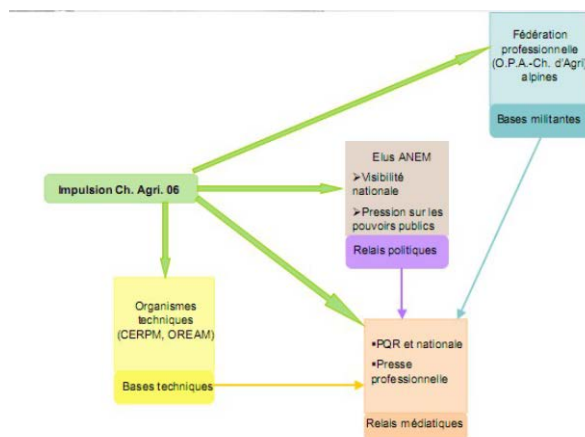 Fédération
professionnelle
(O.P.A.-Ch. d'Agri)
alpines
Bases militantes
Elus ANEM
➢Visibilité
nationale
➢Pression sur les
pouvoirs publics
Relais politiques
Impulsion Ch. Agri. 06
Organismes
techniques
(CERPM, OREAM)
Bases techniques
▪PQR et nationale
▪Presse
professionnelle
Relais médiatiques